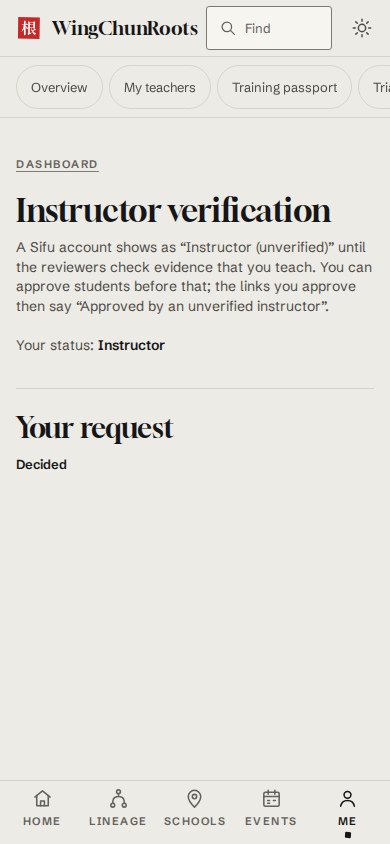 根 WingChunRoots
Find
Overview
My teachers
Training passport
DASHBOARD
Instructor verification
A Sifu account shows as “Instructor (unverified)” until
the reviewers check evidence that you teach. You can
approve students before that; the links you approve
then say “Approved by an unverified instructor”.
Your status: Instructor
Your request
Decided
HOME
LINEAGE
SCHOOLS
EVENTS
ME